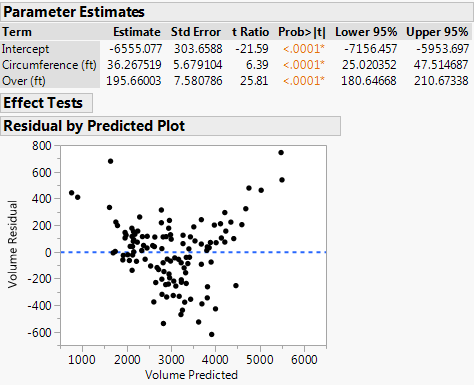 Parameter Estimates
Term Estimate Std Error t Ratio Prob>|t| Lower 95% Upper 95%
Intercept -6555.077 303.6588 -21.59 <.0001* -7156.457 -5953.697
Circumference (ft) 36.267519 5.679104 6.39 <.0001* 25.020352 47.514687
Over (ft) 195.66003 7.580786 25.81 <.0001* 180.64668 210.67338
Effect Tests
Residual by Predicted Plot
800
600
400
200
0
-200
-400
-600
Volume Residual
1000 2000 3000 4000 5000 6000
Volume Predicted